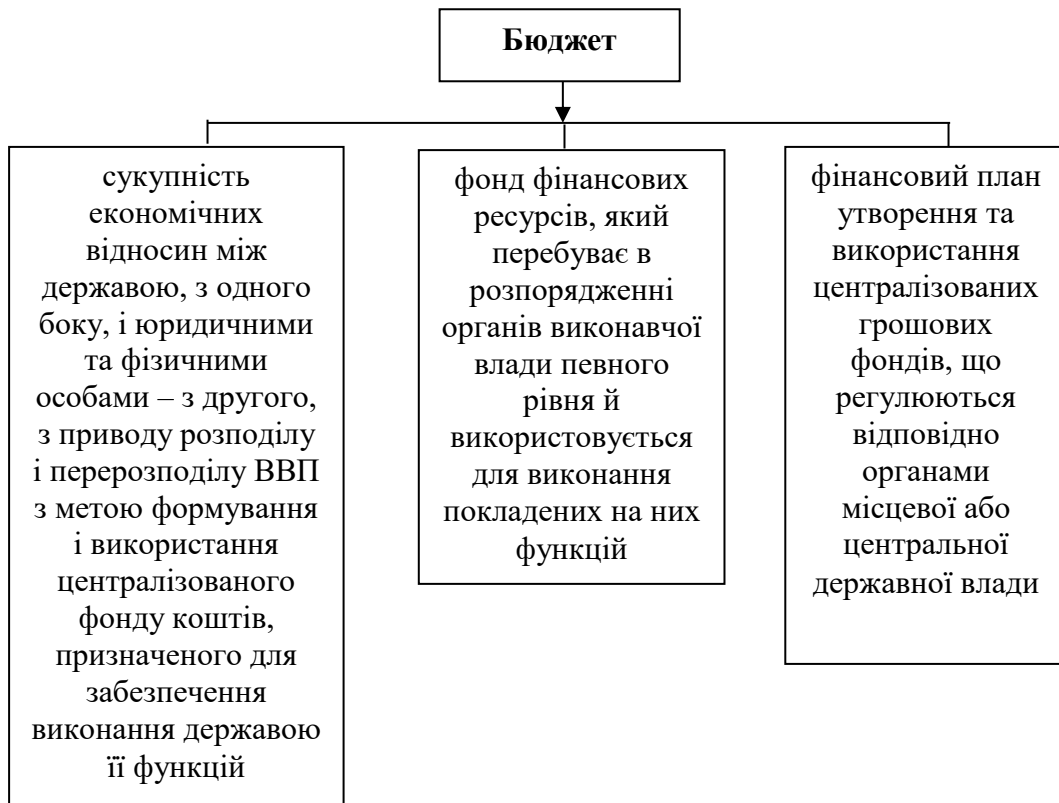 Бюджет
сукупність
економічних
відносин між
державою, з одного
боку, і юридичними
та фізичними
особами – з другого,
з приводу розподілу
і перерозподілу ВВП
з метою формування
і використання
централізованого
фонду коштів,
призначеного для
забезпечення
виконання державою
її функцій
фонд фінансових
ресурсів, який
перебуває в
розпорядженні
органів виконавчої
влади певного
рівня й
використовується
для виконання
покладених на них
функцій
фінансовий план
утворення та
використання
централізованих
грошових
фондів, що
регулюються
відповідно
органами
місцевої або
центральної
державної влади